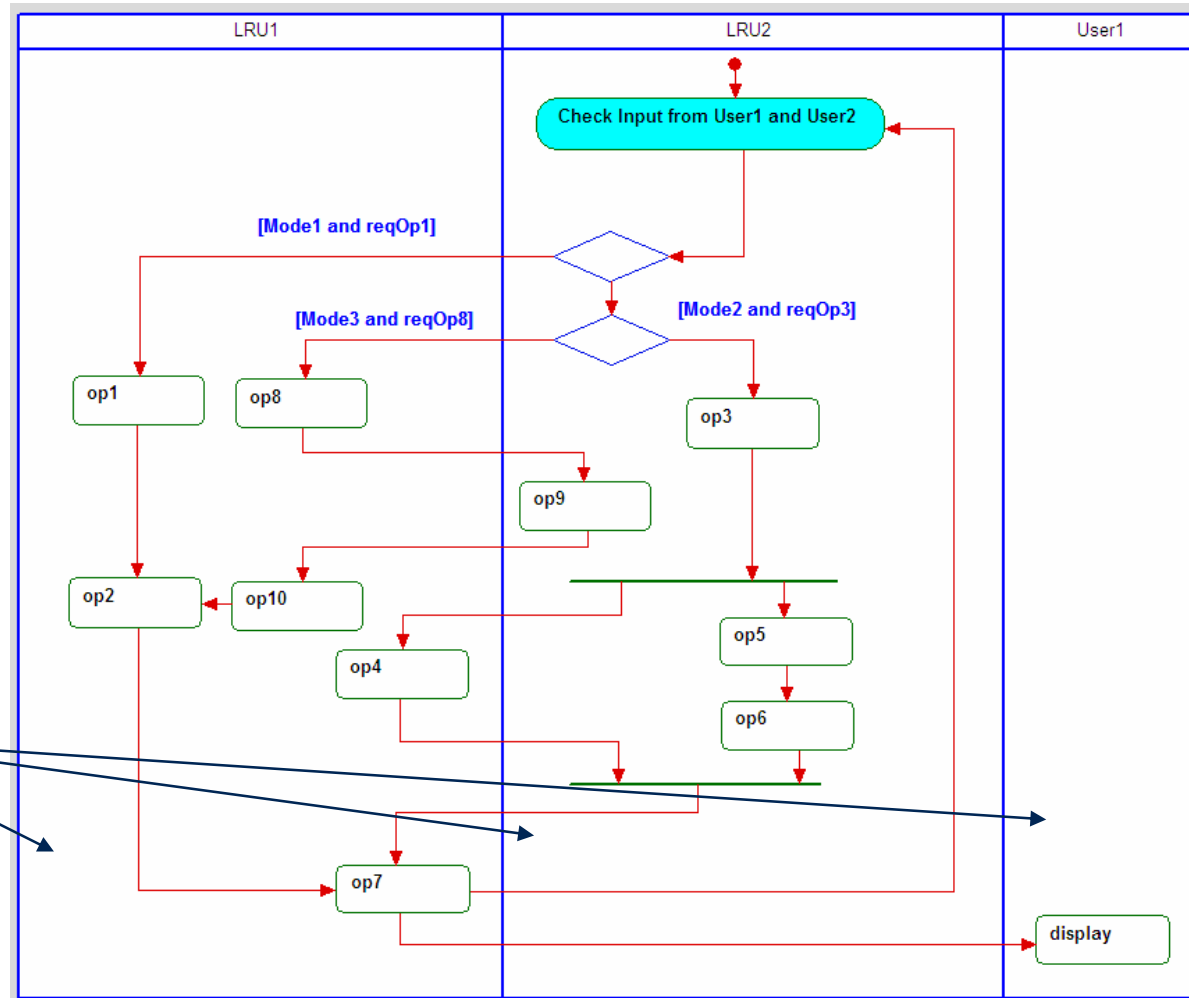 LRU1
LRU2
User1
Check Input from User1 and User2
[Mode1 and reqOp1]
[Mode3 and reqOp8]
[Mode2 and reqOp3]
op1
op8
op3
op9
op2
op10
op5
op4
op6
op7
display